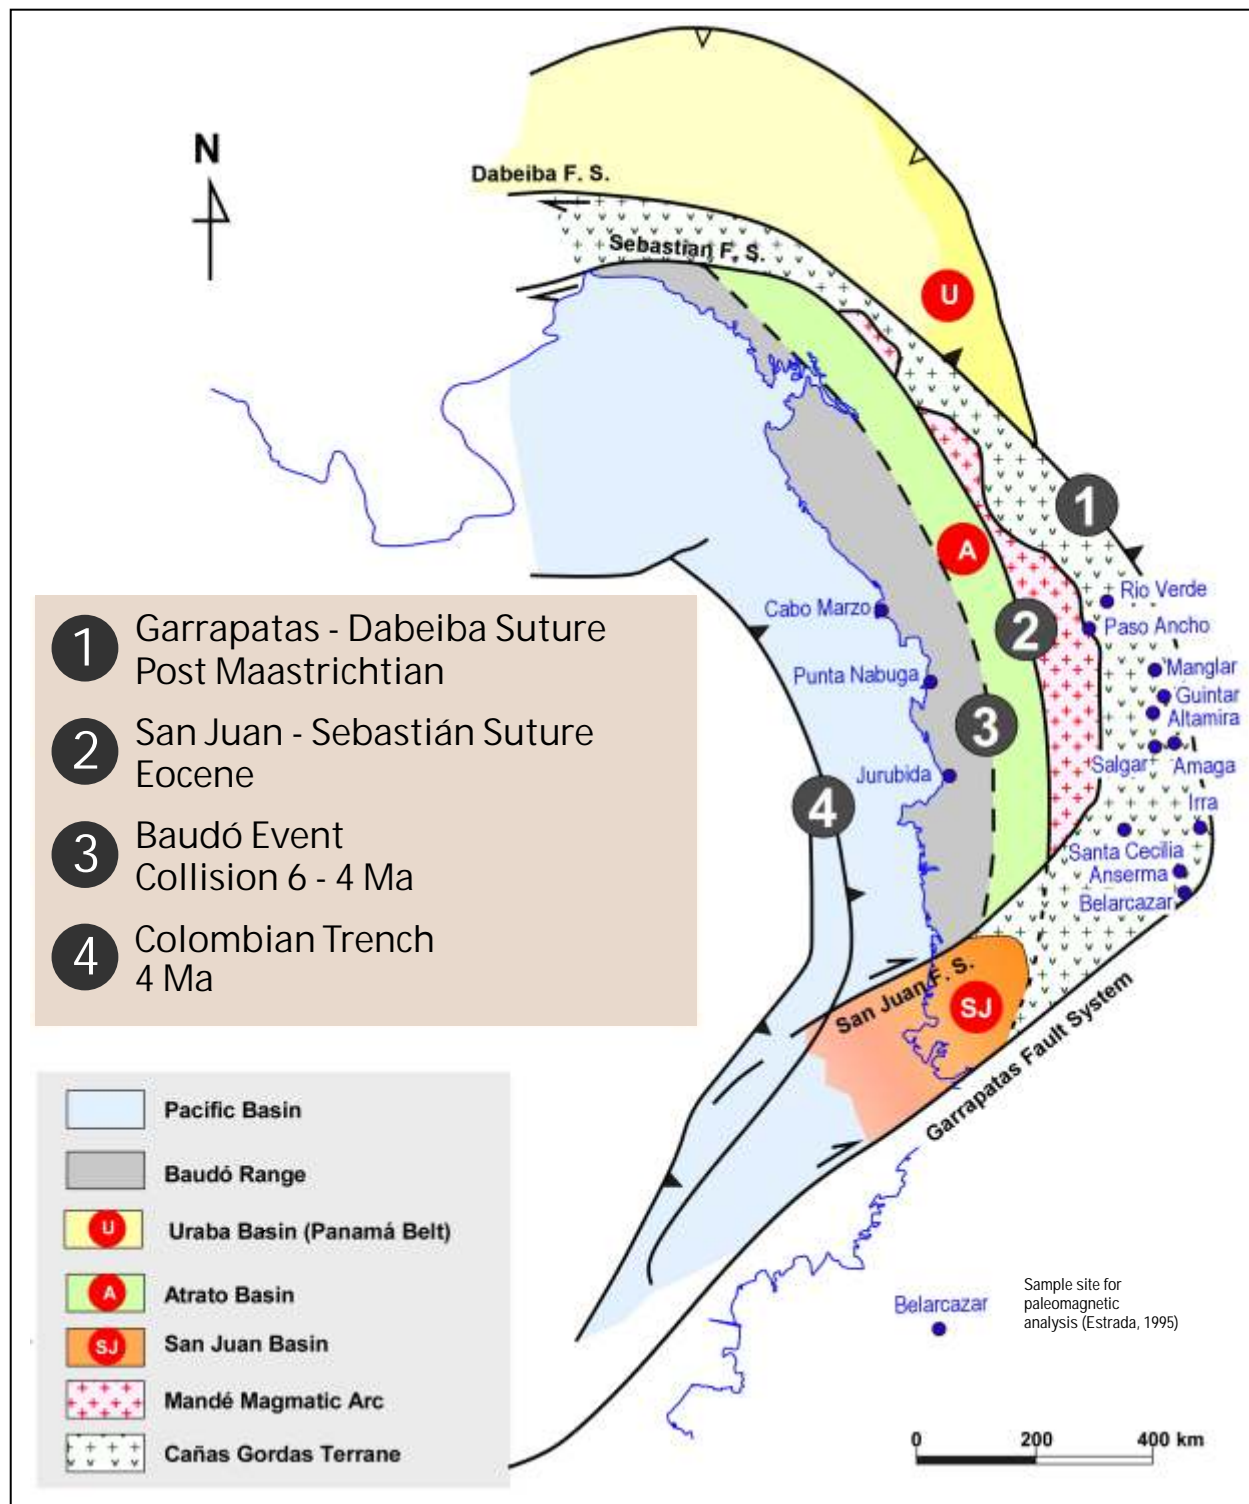 N
Dabeiba F. S.
Sebastian F. S.
U
1
A
Rio Verde
Cabo Marzo
Paso Ancho
2
Manglar
Punta Nabuga
Guintar
3
Altamira
Jurubida
Salgar
Amaga
4
Irra
Santa Cecilia
Anserma
Belarcazar
San Juan F. S.
SJ
Garrapatas Fault System
1 Garrapatas - Dabeiba Suture
Post Maastrichtian
2 San Juan - Sebastián Suture
Eocene
3 Baudó Event
Collision 6 - 4 Ma
4 Colombian Trench
4 Ma
Pacific Basin
Baudó Range
U Uraba Basin (Panamá Belt)
A Atrato Basin
SJ San Juan Basin
Mandé Magmatic Arc
Cañas Gordas Terrane
Belarcazar
Sample site for
paleomagnetic
analysis (Estrada, 1995)
0 200 400 km